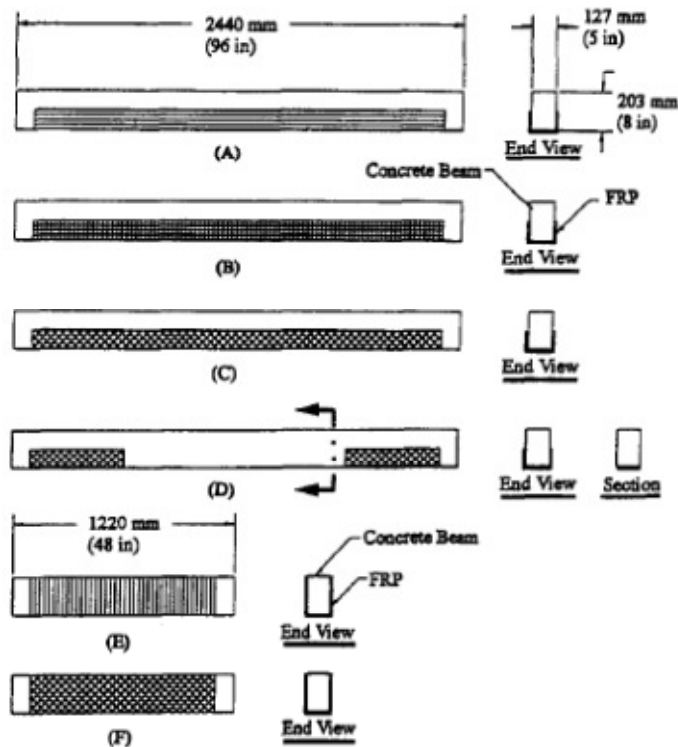 2440 mm
(96 in)
127 mm
(5 in)
203 mm
(8 in)
(A)
End View
Concrete Beam
FRP
(B)
End View
(C)
End View
(D)
End View
Section
1220 mm
(48 in)
Concrete Beam
FRP
(E)
End View
(F)
End View